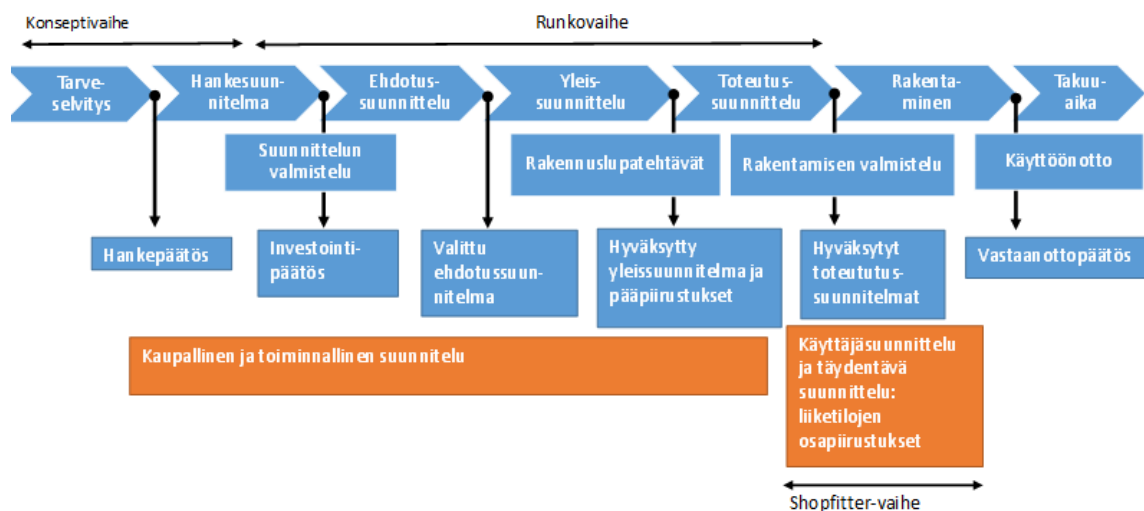 Konseptivaihe
Runkovaihe
Tarve-
selvitys
Hankesuun-
nitelma
Ehdotus-
suunnittelu
Yleis-
suunnittelu
Toteutus-
suunnittelu
Rakenta-
minen
Takuu-
aika
Suunnittelun
valmistelu
Rakennuslupatehtävät
Rakentamisen valmistelu
Käyttöönotto
Hankepäätös
Investointi-
päätös
Valittu
ehdotussuun-
nitelma
Hyväksytty
yleissuunnitelma ja
pääpiirustukset
Hyväksytyt
toteututus-
suunnitelmat
Vastaanottopäätös
Kaupallinen ja toiminnallinen suunnitelu
Käyttäjäsuunnittelu
ja täydentävä
suunnittelu:
liiketilojen
osapiirustukset
Shopfitter-vaihe